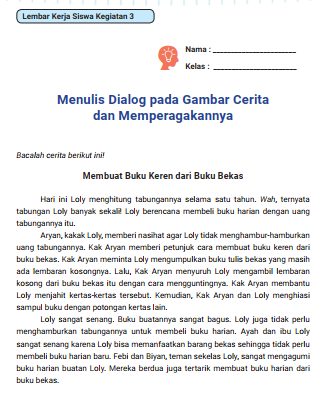 Lembar Kerja Siswa Kegiatan 3
Nama : ________________________
Kelas : ________________________
Menulis Dialog pada Gambar Cerita
dan Memperagakannya
Bacalah cerita berikut ini!
Membuat Buku Keren dari Buku Bekas
Hari ini Loly menghitung tabungannya selama satu tahun. Wah, ternyata
tabungan Loly banyak sekali! Loly berencana membeli buku harian dengan uang
tabungannya itu.
Aryan, kakak Loly, memberi nasihat agar Loly tidak menghambur-hamburkan
uang tabungannya. Kak Aryan memberi petunjuk cara membuat buku keren dari
buku bekas. Kak Aryan meminta Loly mengumpulkan buku tulis bekas yang masih
ada lembaran kosongnya. Lalu, Kak Aryan menyuruh Loly mengambil lembaran
kosong dari buku bekas itu dengan cara mengguntingnya. Kak Aryan membantu
Loly menjahit kertas-kertas tersebut. Kemudian, Kak Aryan dan Loly menghiasi
sampul buku dengan potongan kertas lain.
Loly sangat senang. Buku buatannya sangat bagus. Loly juga tidak perlu
menghamburkan tabungannya untuk membeli buku harian. Ayah dan ibu Loly
sangat senang karena Loly bisa memanfaatkan barang bekas sehingga tidak perlu
membeli buku harian baru. Febi dan Biyan, teman sekelas Loly, sangat mengagumi
buku harian buatan Loly. Mereka berdua juga tertarik membuat buku harian dari
buku bekas.